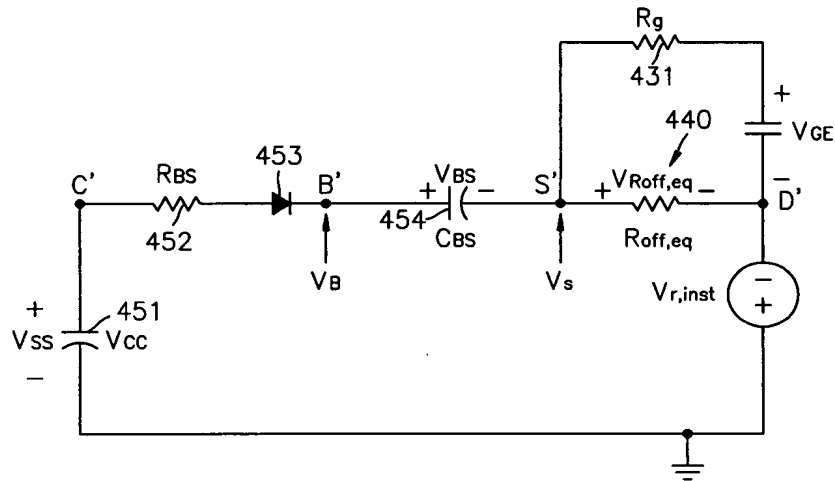 Rg
431
+
VGE
–
440
C'
RBS
452
453
B'
VB
+ VBS –
454
CBS
S'
Vs
+ VRoff,eq –
Roff,eq
D'
Vr,inst
–
+
+
451
VSS
VCC
–